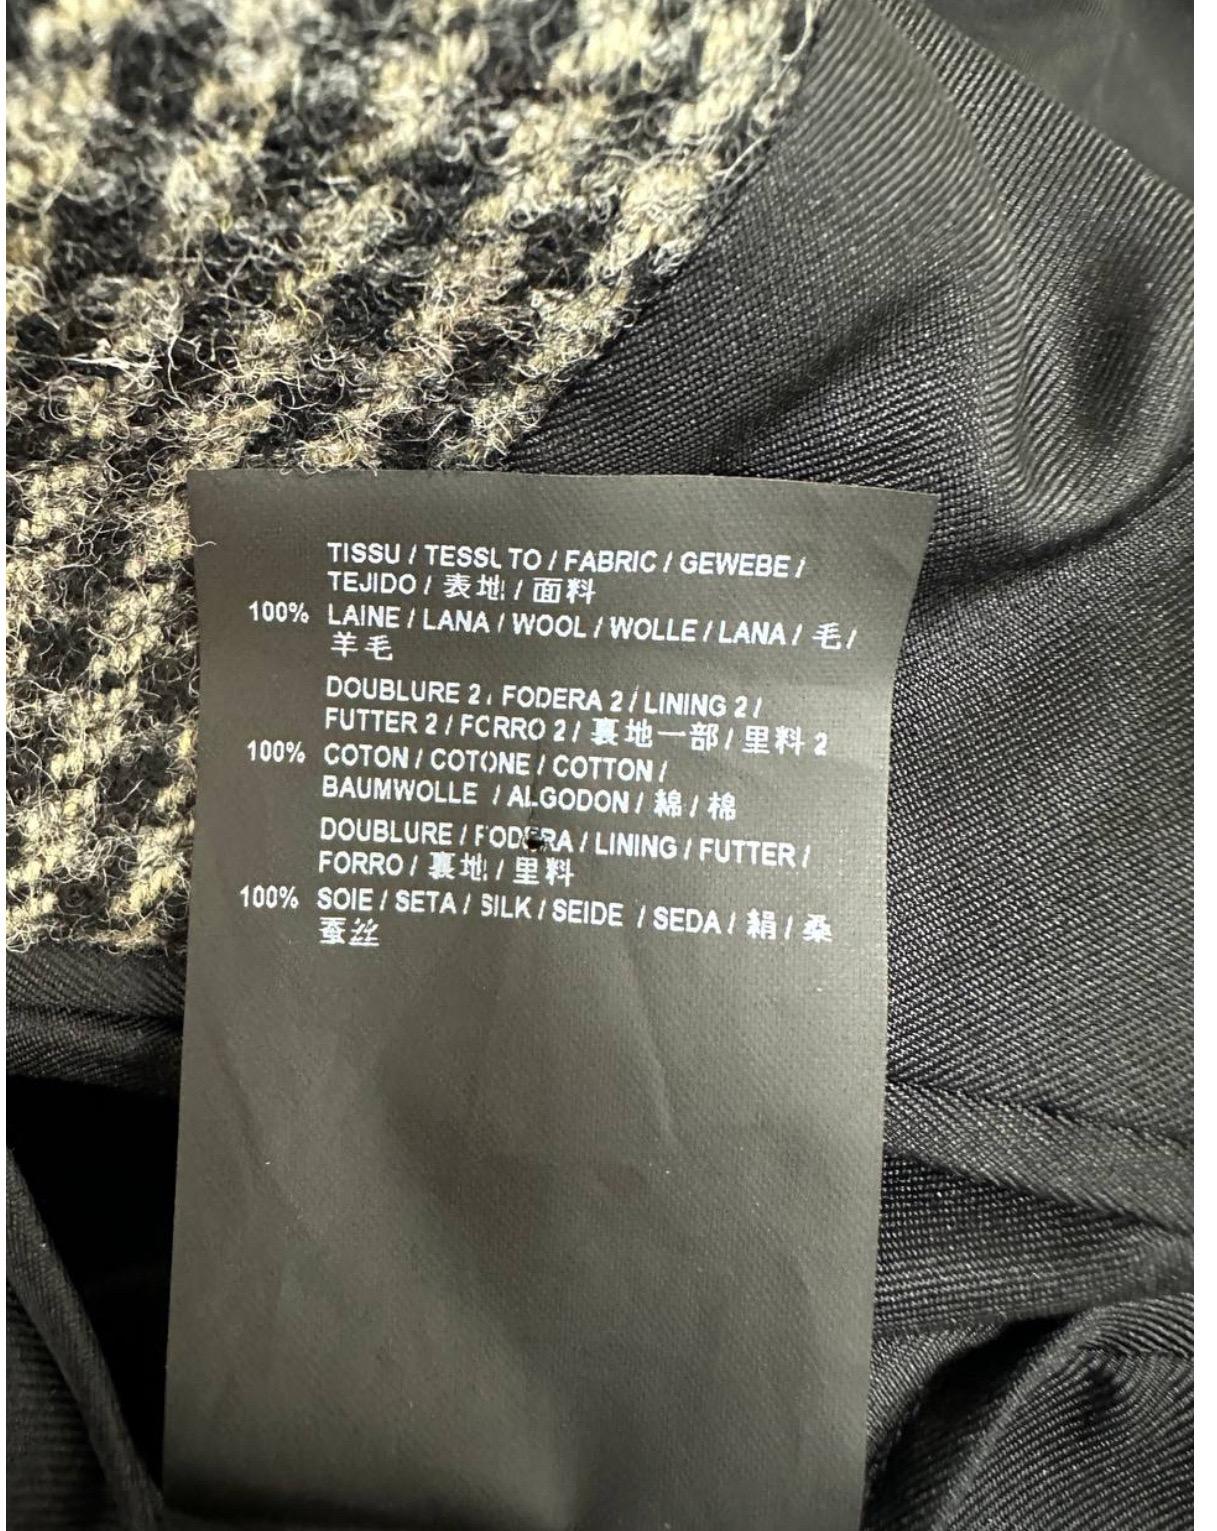 TISSU / TESSUTO / FABRIC / GEWEBE /
TEJIDO / 表地 / 面料
100% LAINE / LANA / WOOL / WOLLE / LANA / 毛 /
羊毛
DOUBLURE 2 / FODERA 2 / LINING 2 /
FUTTER 2 / FORRO 2 / 裏地一部 / 里料 2
100% COTON / COTONE / COTTON /
BAUMWOLLE / ALGODON / 綿 / 棉
DOUBLURE / FODERA / LINING / FUTTER /
FORRO / 裏地 / 里料
100% SOIE / SETA / SILK / SEIDE / SEDA / 絹 / 桑
蚕丝